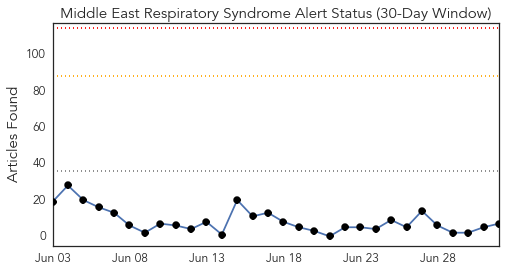 Middle East Respiratory Syndrome Alert Status (30-Day Window)
Articles Found
100
80
60
40
20
0
Jun 03 Jun 08 Jun 13 Jun 18 Jun 23 Jun 28